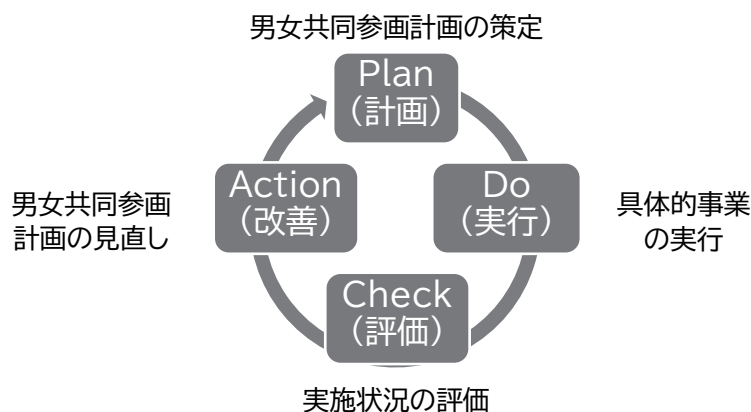 男女共同参画計画の策定
Plan
（計画）
Action
（改善）
Do
（実行）
男女共同参画
計画の見直し
具体的事業
の実行
Check
（評価）
実施状況の評価